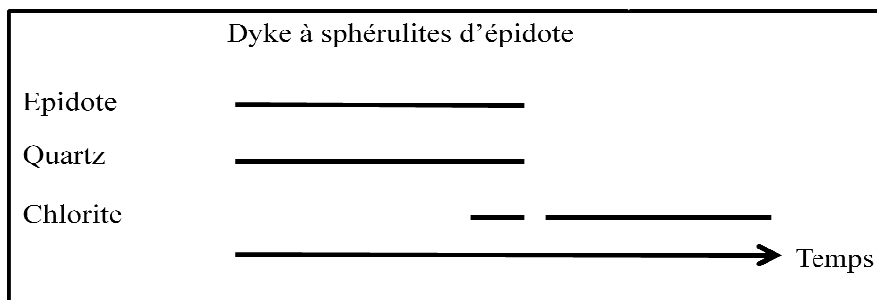 Dyke à sphérulites d'épidote
Epidote
Quartz
Chlorite
Temps